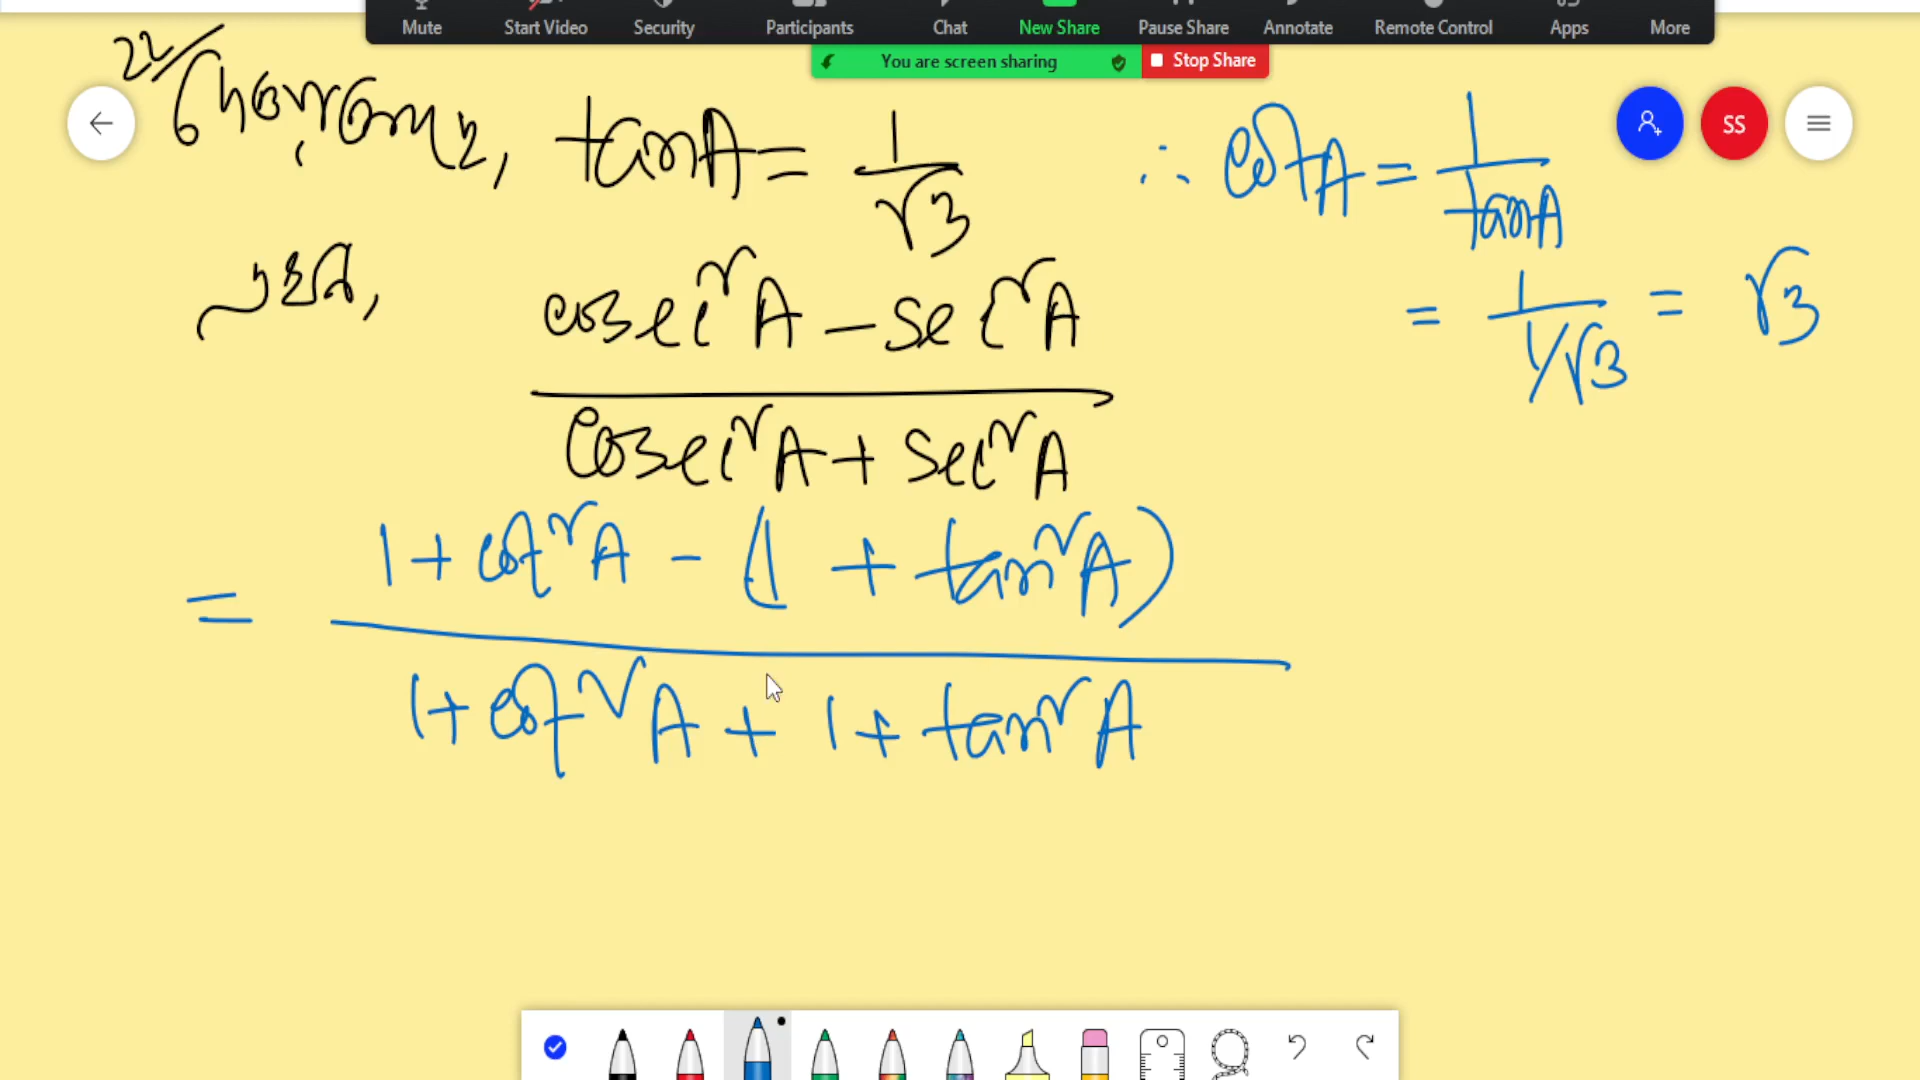 Mute Start Video Security Participants Chat New Share Pause Share Annotate Remote Control Apps More
You are screen sharing Stop Share
SS
22/ দেওয়া আছে, tanA = 1/√3
∴ cotA = 1/tanA
= 1/(1/√3) = √3
(cosec²A − sec²A)/(cosec²A + sec²A)
= (1 + cot²A − (1 + tan²A))/(1 + cot²A + 1 + tan²A)